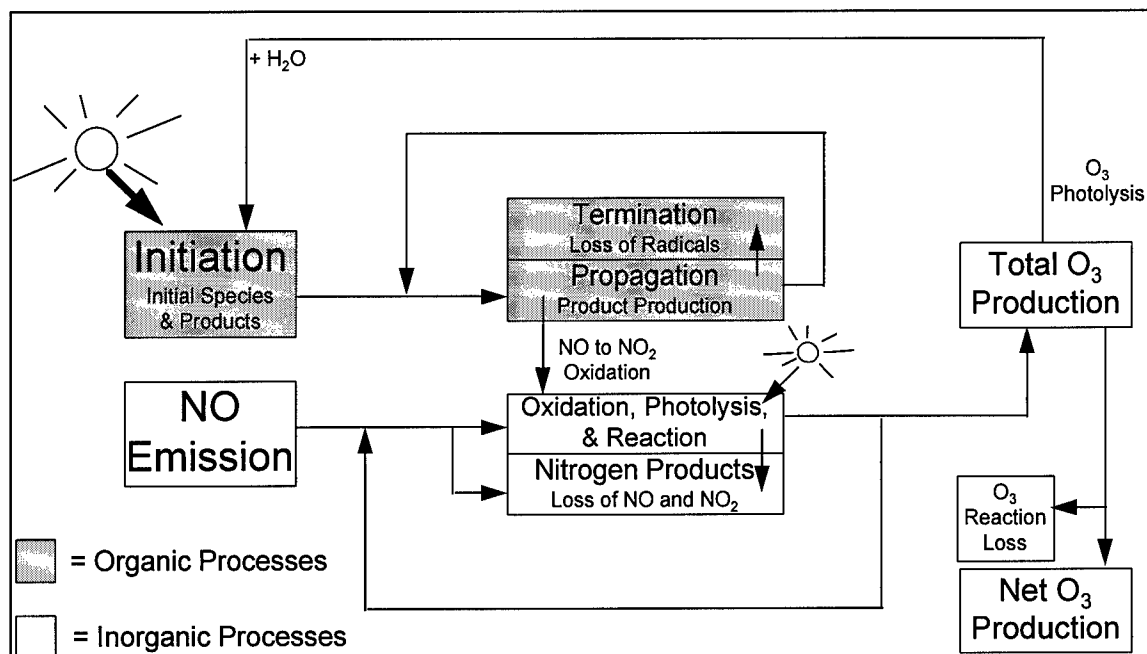 + H₂O
O₃
Photolysis
Termination
Loss of Radicals
Propagation
Product Production
Initiation
Initial Species
& Products
Total O₃
Production
NO to NO₂
Oxidation
NO
Emission
Oxidation, Photolysis,
& Reaction
Nitrogen Products
Loss of NO and NO₂
O₃
Reaction
Loss
Net O₃
Production
= Organic Processes
= Inorganic Processes